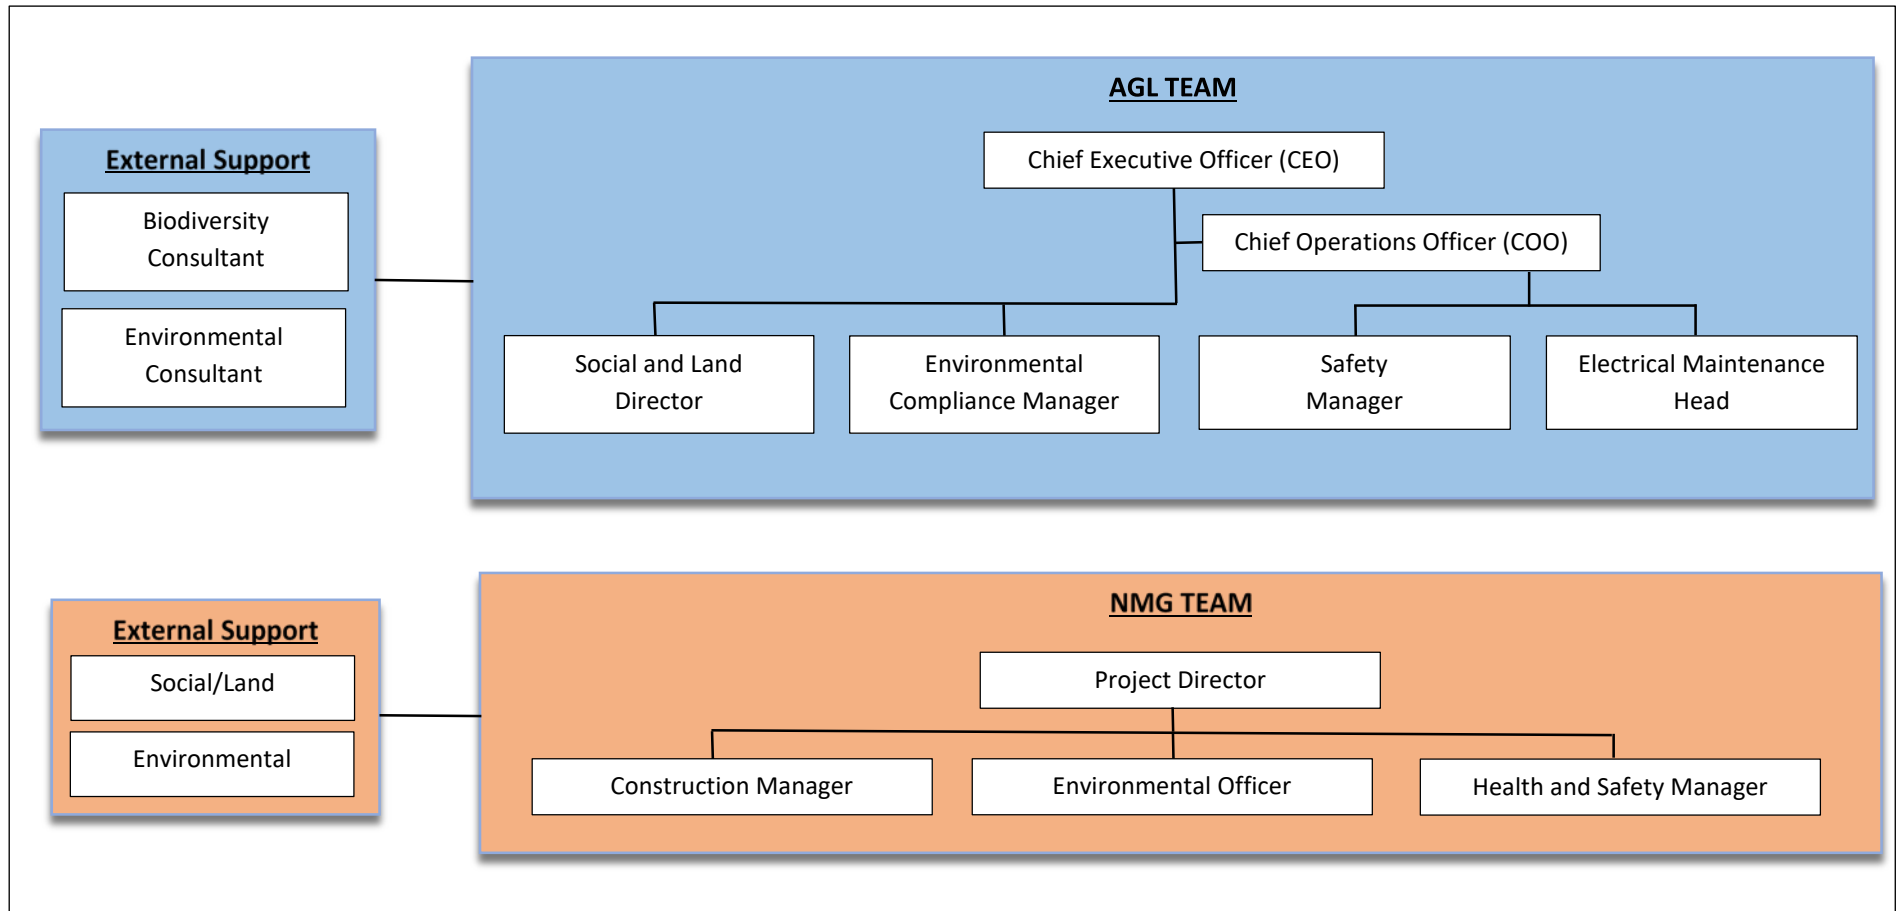 AGL TEAM
External Support
Biodiversity
Consultant
Environmental
Consultant
Chief Executive Officer (CEO)
Chief Operations Officer (COO)
Social and Land
Director
Environmental
Compliance Manager
Safety
Manager
Electrical Maintenance
Head
NMG TEAM
External Support
Social/Land
Environmental
Project Director
Construction Manager
Environmental Officer
Health and Safety Manager